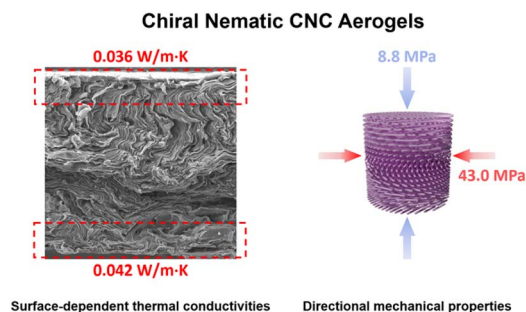 Chiral Nematic CNC Aerogels
0.036 W/m·K
8.8 MPa
43.0 MPa
0.042 W/m·K
Surface-dependent thermal conductivities
Directional mechanical properties